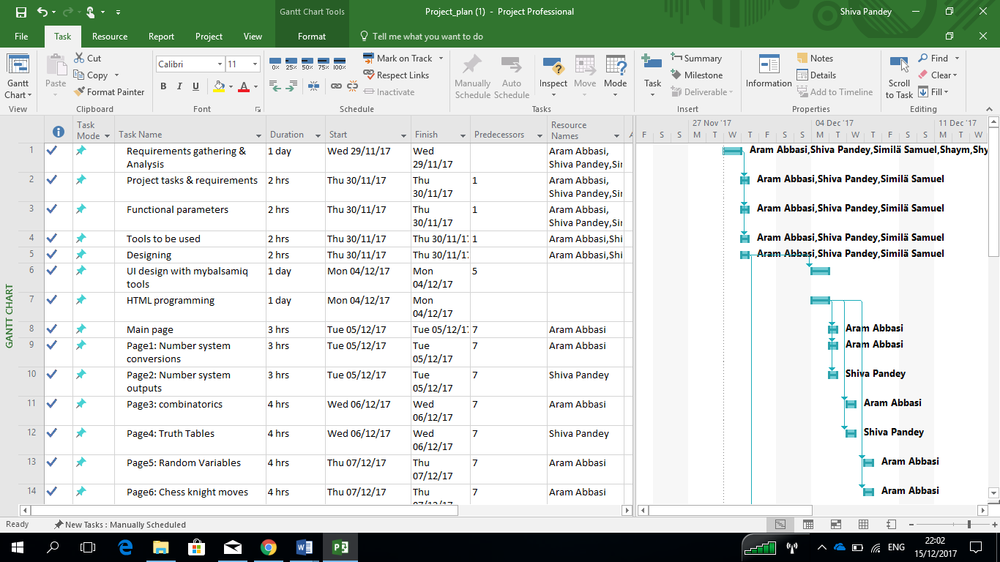 Gantt Chart Tools
Project_plan (1) - Project Professional
Shiva Pandey
File Task Resource Report Project View Format Tell me what you want to do
Gantt
Chart
View
Paste
Cut
Copy
Format Painter
Clipboard
Calibri 11
B I U A
Font
0% 25% 50% 75% 100%
Mark on Track
Respect Links
Inactivate
Schedule
Manually
Schedule
Auto
Schedule
Inspect
Move
Mode
Tasks
Task
Summary
Milestone
Deliverable
Insert
Information
Notes
Details
Add to Timeline
Properties
Scroll
to Task
Find
Clear
Fill
Editing
Task
Mode
Task Name
Duration
Start
Finish
Predecessors
Resource
Names
27 Nov '17 04 Dec '17 11 Dec '17
F S S M T W T F S S M T W T F S S M T W
GANTT CHART
1 Requirements gathering & 1 day Wed 29/11/17 Wed Aram Abbasi,
Analysis 29/11/17 Shiva Pandey,Sir
2 Project tasks & requirements 2 hrs Thu 30/11/17 Thu 1 Aram Abbasi,
30/11/17 Shiva Pandey,Sir
3 Functional parameters 2 hrs Thu 30/11/17 Thu 1 Aram Abbasi,
30/11/17 Shiva Pandey,Sir
4 Tools to be used 2 hrs Thu 30/11/17 Thu 30/11/17 1 Aram Abbasi,Shi
5 Designing 2 hrs Thu 30/11/17 Thu 30/11/17 Aram Abbasi,Shi
6 UI design with mybalsamiq 1 day Mon 04/12/17 Mon 5
tools 04/12/17
7 HTML programming 1 day Mon 04/12/17 Mon
04/12/17
8 Main page 3 hrs Tue 05/12/17 Tue 05/12/17 7 Aram Abbasi
9 Page1: Number system 3 hrs Tue 05/12/17 Tue 7 Aram Abbasi
conversions 05/12/17
10 Page2: Number system 3 hrs Tue 05/12/17 Tue 7 Shiva Pandey
outputs 05/12/17
11 Page3: combinatorics 4 hrs Wed 06/12/17 Wed 7 Aram Abbasi
06/12/17
12 Page4: Truth Tables 4 hrs Wed 06/12/17 Wed 7 Shiva Pandey
06/12/17
13 Page5: Random Variables 4 hrs Thu 07/12/17 Thu 7 Aram Abbasi
07/12/17
14 Page6: Chess knight moves 4 hrs Thu 07/12/17 Thu 7 Aram Abbasi
07/12/17
Aram Abbasi,Shiva Pandey,Similä Samuel,Shaym,Shy
Aram Abbasi,Shiva Pandey,Similä Samuel
Aram Abbasi,Shiva Pandey,Similä Samuel
Aram Abbasi,Shiva Pandey,Similä Samuel
Aram Abbasi,Shiva Pandey,Similä Samuel
Aram Abbasi
Aram Abbasi
Shiva Pandey
Aram Abbasi
Shiva Pandey
Aram Abbasi
Aram Abbasi
Ready New Tasks : Manually Scheduled
ENG
22:02
15/12/2017